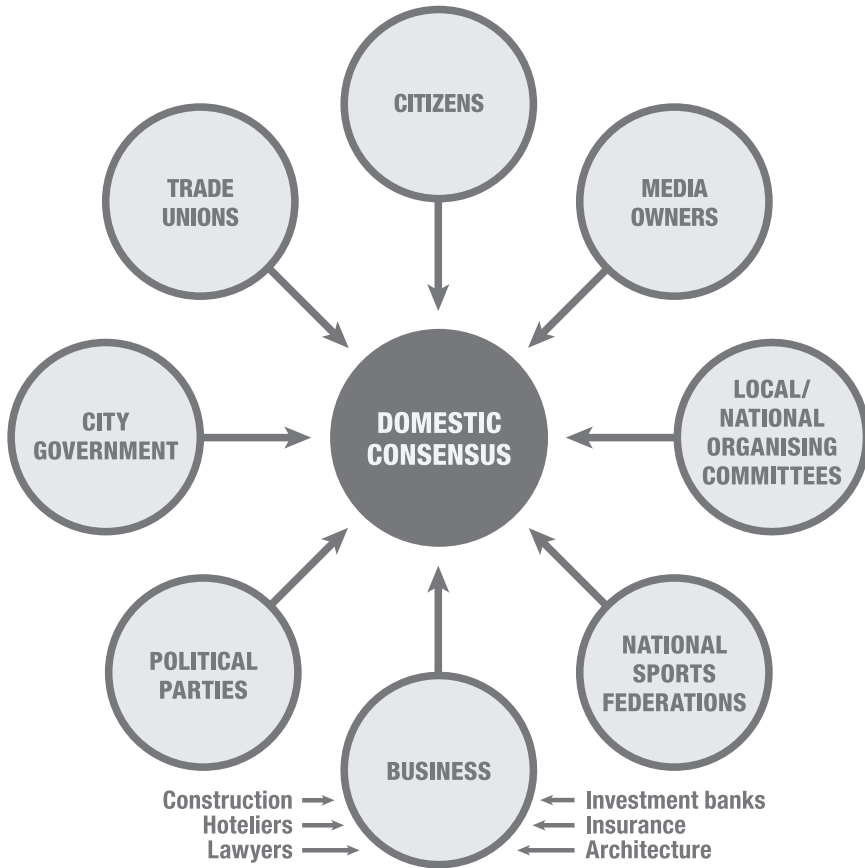 CITIZENS
TRADE
UNIONS
MEDIA
OWNERS
CITY
GOVERNMENT
DOMESTIC
CONSENSUS
LOCAL/
NATIONAL
ORGANISING
COMMITTEES
POLITICAL
PARTIES
NATIONAL
SPORTS
FEDERATIONS
BUSINESS
Construction
Hoteliers
Lawyers
Investment banks
Insurance
Architecture